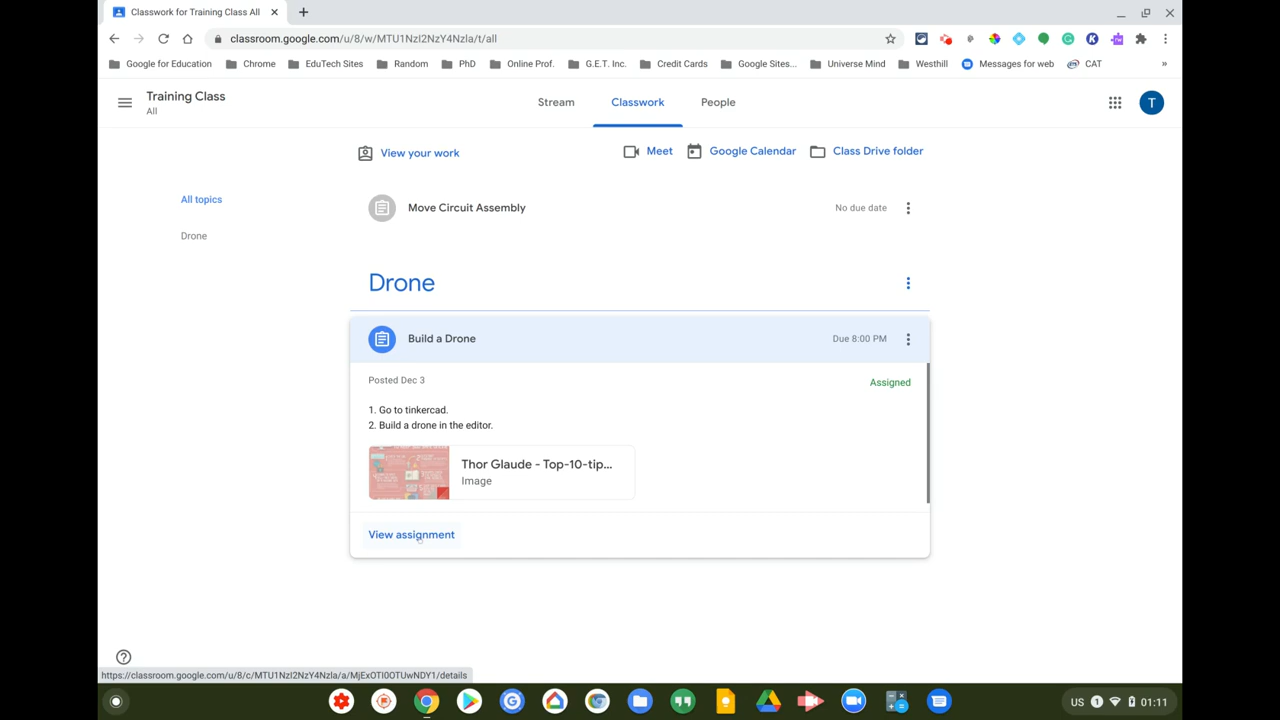 Classwork for Training Class All
classroom.google.com/u/8/w/MTU1NzI2NzY4NzIa/t/all
Google for Education
Chrome
EduTech Sites
Random
PhD
Online Prof.
G.E.T. Inc.
Credit Cards
Google Sites...
Universe Mind
Westhill
Messages for web
CAT
»
Training Class
All
Stream
Classwork
People
T
View your work
Meet
Google Calendar
Class Drive folder
All topics
Drone
Move Circuit Assembly
No due date
Drone
Build a Drone
Due 8:00 PM
Posted Dec 3
Assigned
1. Go to tinkercad.
2. Build a drone in the editor.
Thor Glaude - Top-10-tip...
Image
View assignment
https://classroom.google.com/u/8/c/MTU1NzI2NzY4NzIa/a/MjExOTI0OTUwNDY1/details
US
1
01:11